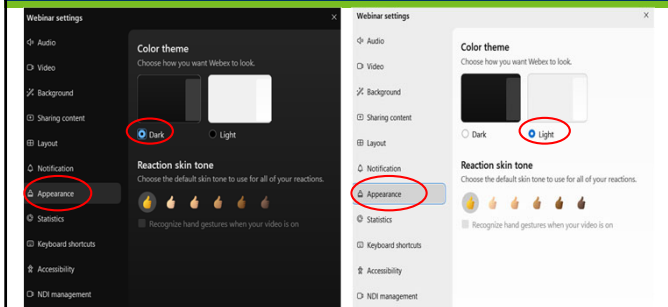 Webinar settings
Audio
Video
Background
Sharing content
Layout
Notification
Appearance
Statistics
Keyboard shortcuts
Accessibility
NDI management
Color theme
Choose how you want Webex to look.
Dark
Light
Reaction skin tone
Choose the default skin tone to use for all of your reactions.
Recognize hand gestures when your video is on
Webinar settings
Audio
Video
Background
Sharing content
Layout
Notification
Appearance
Statistics
Keyboard shortcuts
Accessibility
NDI management
Color theme
Choose how you want Webex to look.
Dark
Light
Reaction skin tone
Choose the default skin tone to use for all of your reactions.
Recognize hand gestures when your video is on